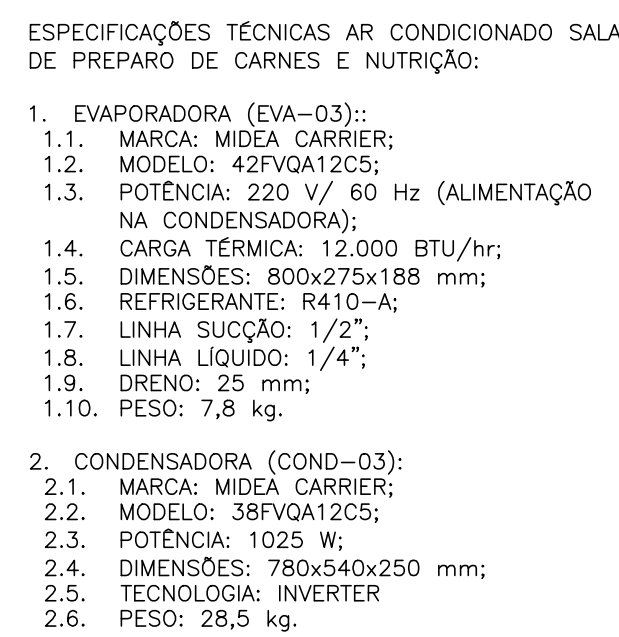 ESPECIFICAÇÕES TÉCNICAS AR CONDICIONADO SALA
DE PREPARO DE CARNES E NUTRIÇÃO:
1. EVAPORADORA (EVA-03)::
1.1. MARCA: MIDEA CARRIER;
1.2. MODELO: 42FVQA12C5;
1.3. POTÊNCIA: 220 V/ 60 Hz (ALIMENTAÇÃO
NA CONDENSADORA);
1.4. CARGA TÉRMICA: 12.000 BTU/hr;
1.5. DIMENSÕES: 800x275x188 mm;
1.6. REFRIGERANTE: R410-A;
1.7. LINHA SUCÇÃO: 1/2";
1.8. LINHA LÍQUIDO: 1/4";
1.9. DRENO: 25 mm;
1.10. PESO: 7,8 kg.
2. CONDENSADORA (COND-03):
2.1. MARCA: MIDEA CARRIER;
2.2. MODELO: 38FVQA12C5;
2.3. POTÊNCIA: 1025 W;
2.4. DIMENSÕES: 780x540x250 mm;
2.5. TECNOLOGIA: INVERTER
2.6. PESO: 28,5 kg.